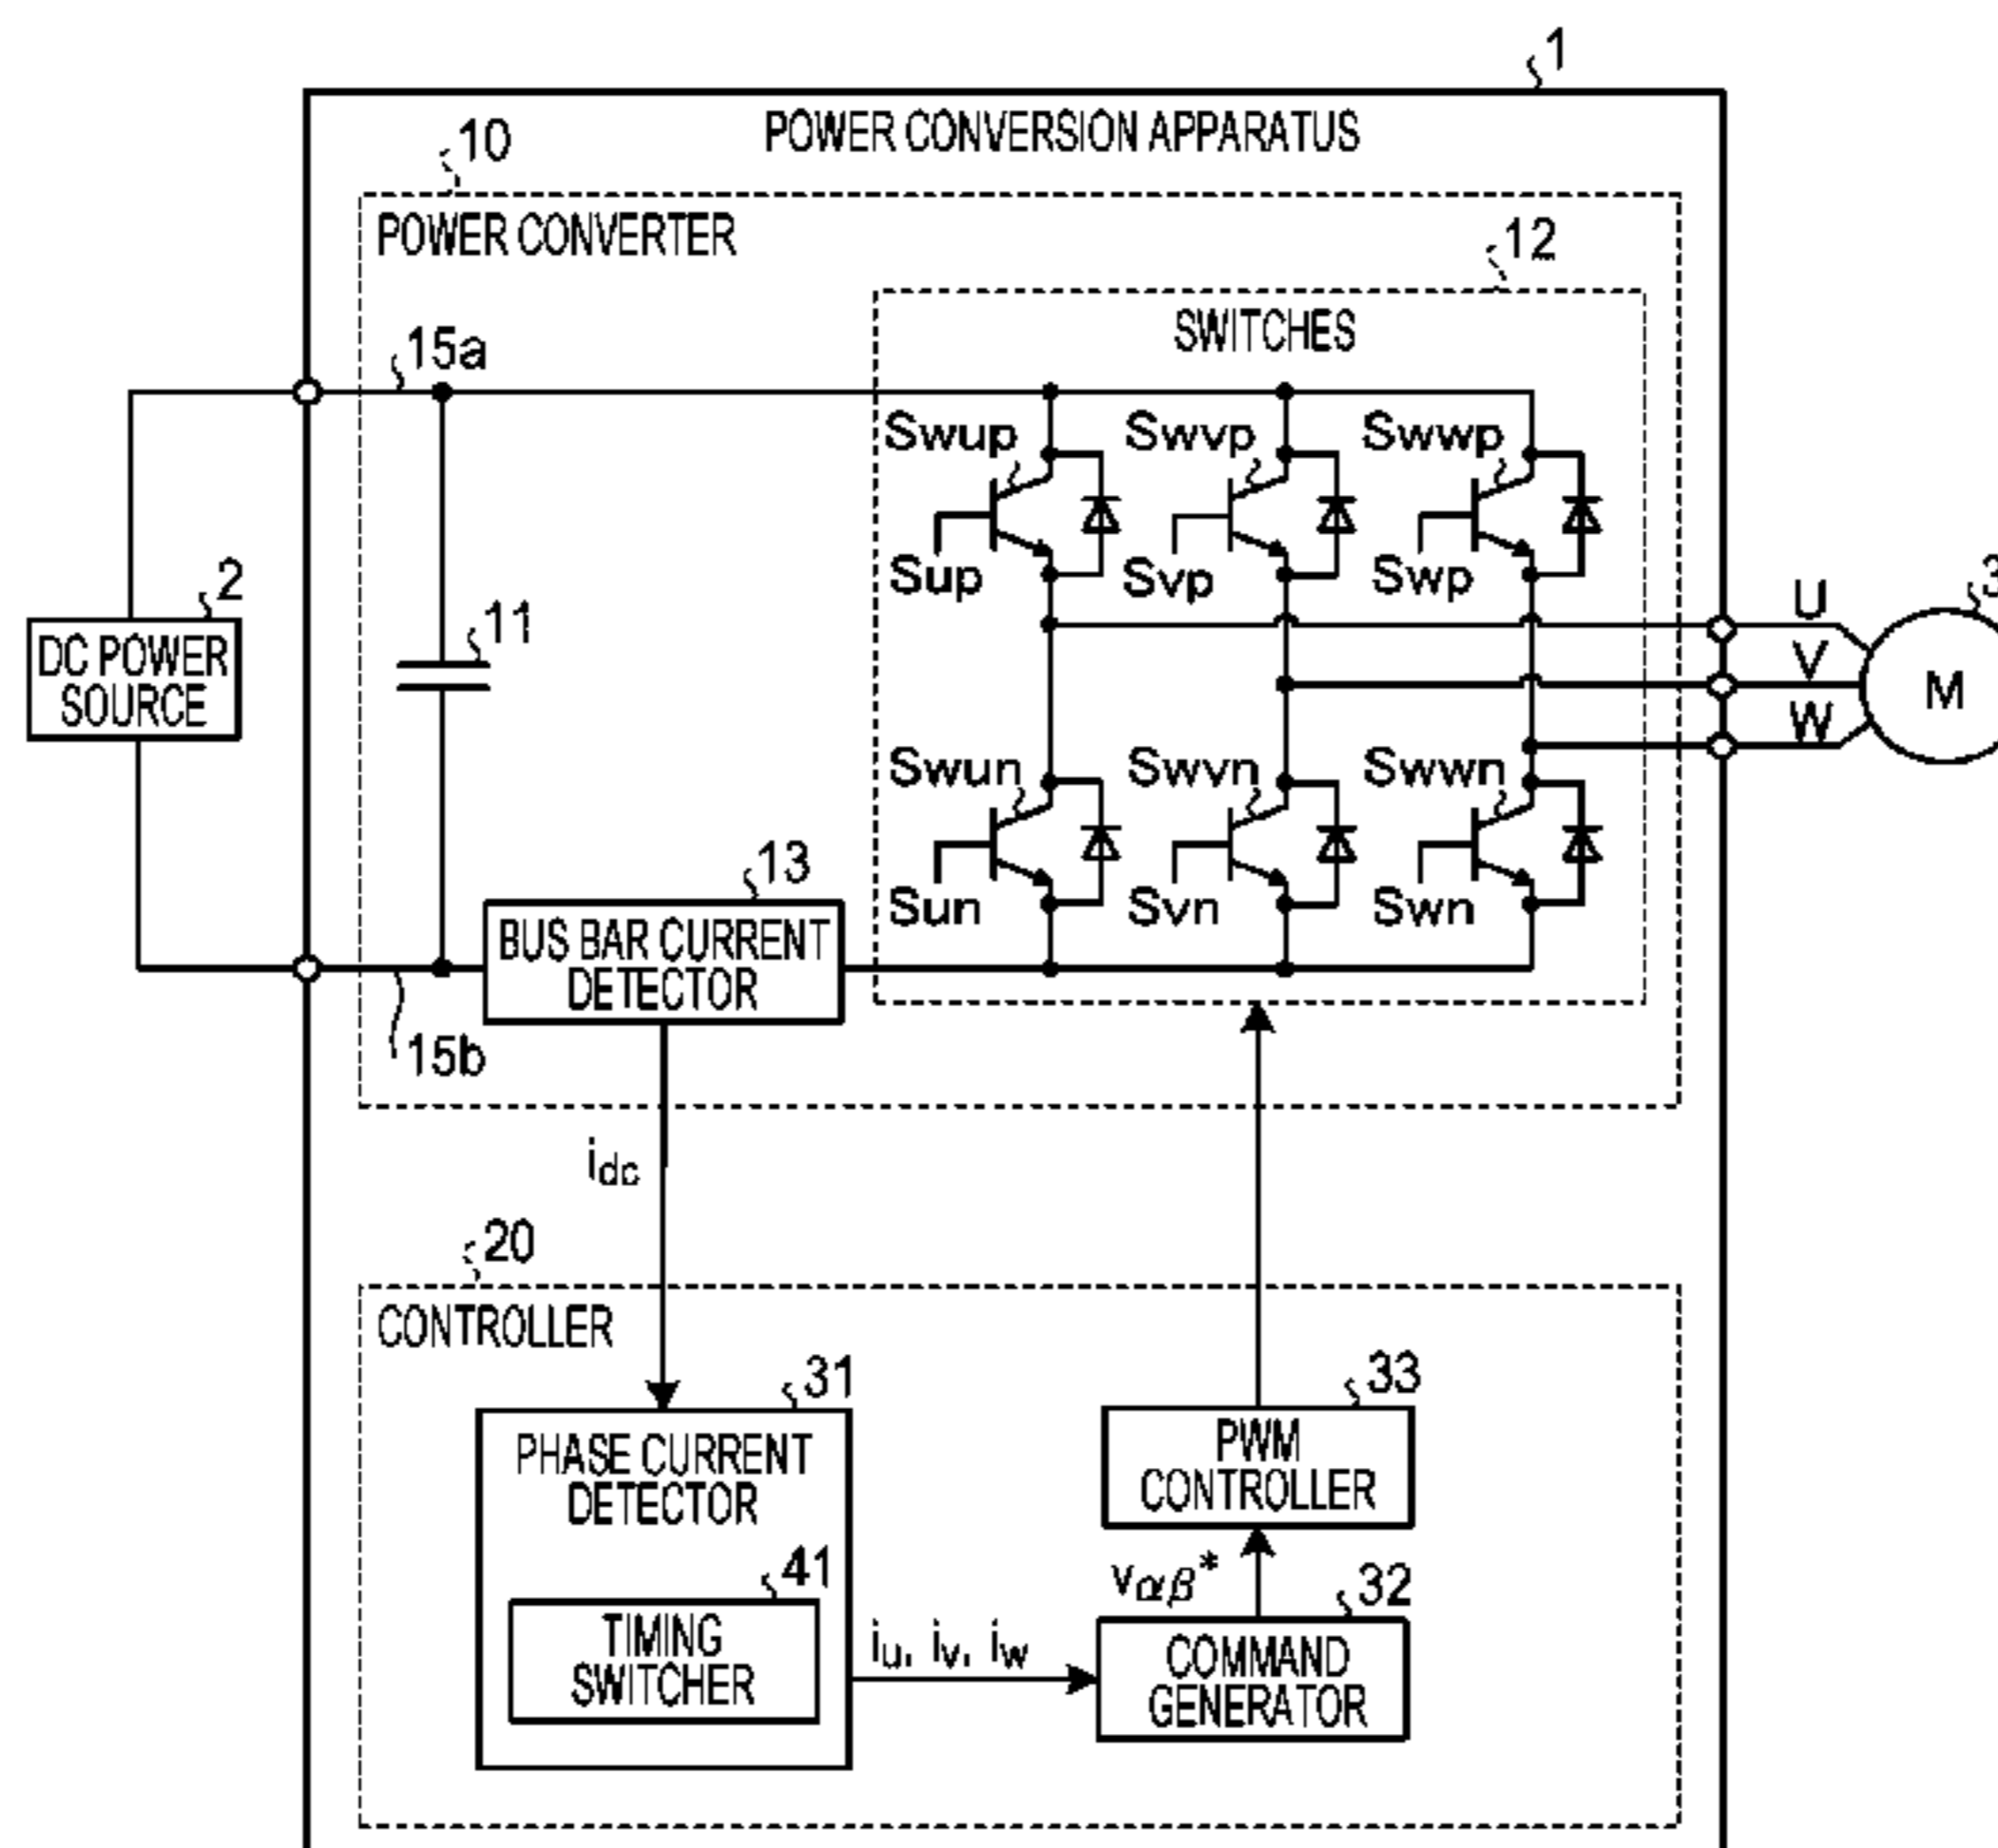 1
POWER CONVERSION APPARATUS
10
POWER CONVERTER
12
SWITCHES
15a
Swup
Swvp
Swwp
Sup
Svp
Swp
2
DC POWER
SOURCE
11
U
V
W
3
M
Swun
Swvn
Swwn
Sun
Svn
Swn
13
BUS BAR CURRENT
DETECTOR
15b
idc
20
CONTROLLER
31
PHASE CURRENT
DETECTOR
33
PWM
CONTROLLER
41
TIMING
SWITCHER
iu, iv, iw
vαβ*
32
COMMAND
GENERATOR